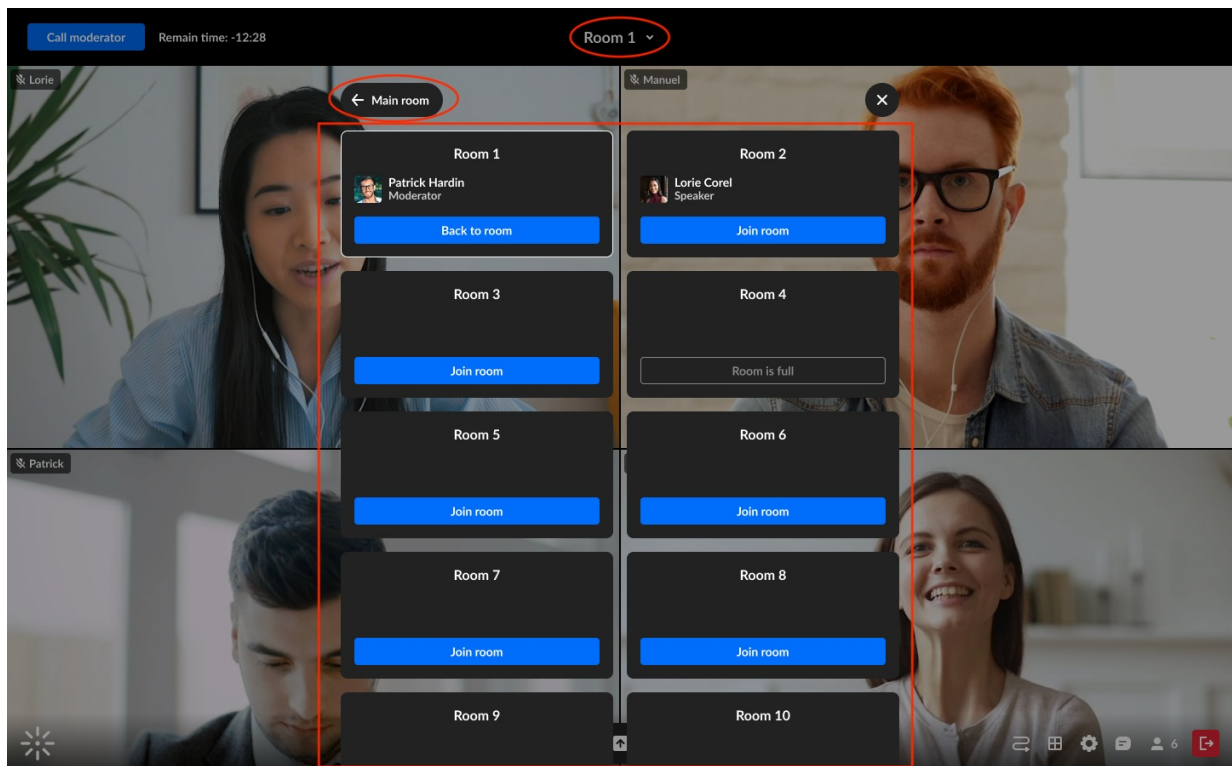 Call moderator
Remain time: -12:28
Room 1
Lorie
Manuel
Main room
Room 1
Patrick Hardin
Moderator
Back to room
Room 2
Lorie Corel
Speaker
Join room
Room 3
Join room
Room 4
Room is full
Room 5
Join room
Room 6
Join room
Patrick
Room 7
Join room
Room 8
Join room
Room 9
Room 10
6